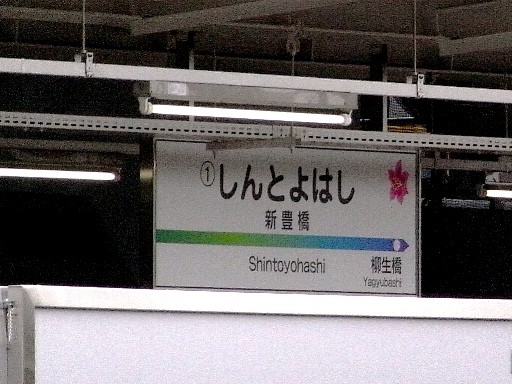 ① しんとよはし
新豊橋
Shintoyohashi
柳生橋
Yagyubashi